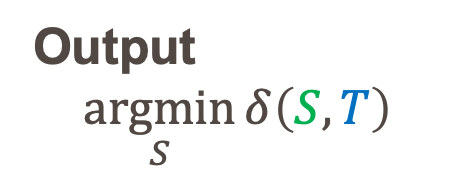 Output
argmin δ(S,T)
S